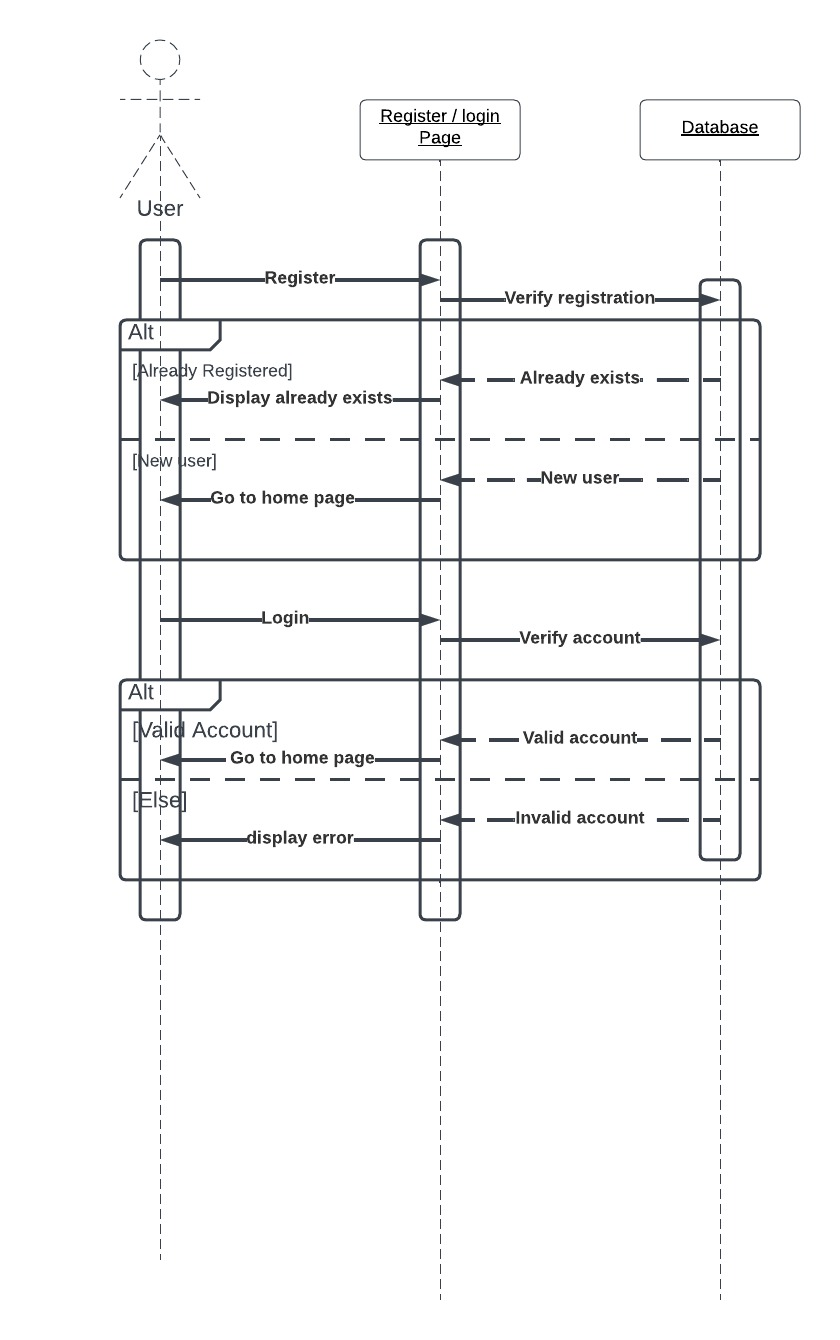 Register / login
Page
Database
User
Register
Verify registration
Alt
[Already Registered]
Already exists
Display already exists
[New user]
New user
Go to home page
Login
Verify account
Alt
[Valid Account]
Valid account
Go to home page
[Else]
Invalid account
display error